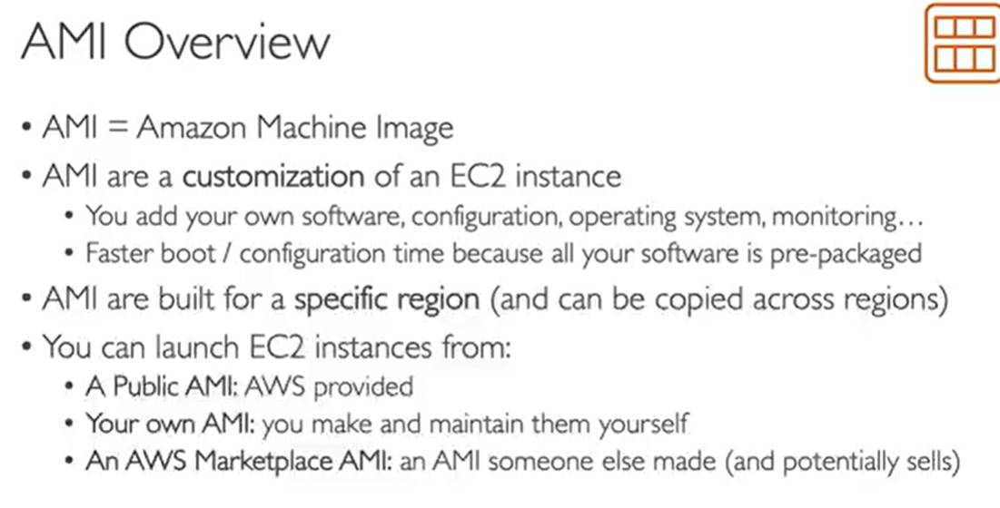 AMI Overview
• AMI = Amazon Machine Image
• AMI are a customization of an EC2 instance
• You add your own software, configuration, operating system, monitoring…
• Faster boot / configuration time because all your software is pre-packaged
• AMI are built for a specific region (and can be copied across regions)
• You can launch EC2 instances from:
• A Public AMI: AWS provided
• Your own AMI: you make and maintain them yourself
• An AWS Marketplace AMI: an AMI someone else made (and potentially sells)